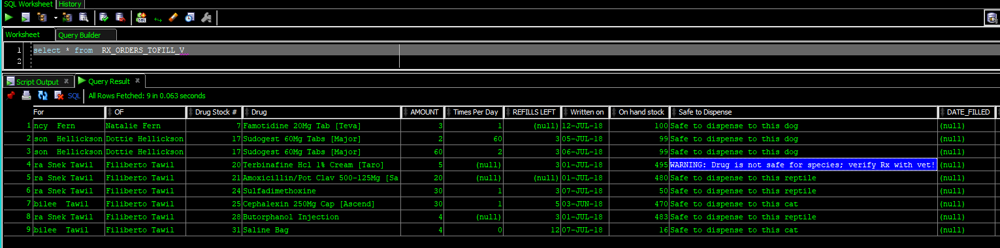 SQL Worksheet History
SQL
Worksheet Query Builder
1 select * from RX_ORDERS_TOFILL_V
2
Script Output x Query Result x
SQL All Rows Fetched: 9 in 0.063 seconds
For OF Drug Stock # Drug AMOUNT Times Per Day REFILLS LEFT Written on On hand stock Safe to Dispense DATE_FILLED
1 ncy Fern Natalie Fern 7 Famotidine 20Mg Tab [Teva] 3 1 (null) 12-JUL-18 100 Safe to dispense to this dog (null)
2 son Hellickson Dottie Hellickson 17 Sudogest 60Mg Tabs [Major] 2 60 3 05-JUL-18 99 Safe to dispense to this dog (null)
3 son Hellickson Dottie Hellickson 17 Sudogest 60Mg Tabs [Major] 60 2 3 06-JUL-18 99 Safe to dispense to this dog (null)
4 ra Snek Tawil Filiberto Tawil 20 Terbinafine Hcl 1% Cream [Taro] 5 (null) 3 01-JUL-18 495 WARNING: Drug is not safe for species; verify Rx with vet! (null)
5 ra Snek Tawil Filiberto Tawil 21 Amoxicillin/Pot Clav 500-125Mg [Sa 20 (null) (null) 01-JUL-18 480 Safe to dispense to this reptile (null)
6 ra Snek Tawil Filiberto Tawil 24 Sulfadimethoxine 30 1 3 07-JUL-18 50 Safe to dispense to this reptile (null)
7 bilee Tawil Filiberto Tawil 25 Cephalexin 250Mg Cap [Ascend] 30 1 5 03-JUN-18 470 Safe to dispense to this cat (null)
8 ra Snek Tawil Filiberto Tawil 28 Butorphanol Injection 4 (null) 3 01-JUL-18 483 Safe to dispense to this reptile (null)
9 bilee Tawil Filiberto Tawil 31 Saline Bag 4 0 12 07-JUL-18 16 Safe to dispense to this cat (null)